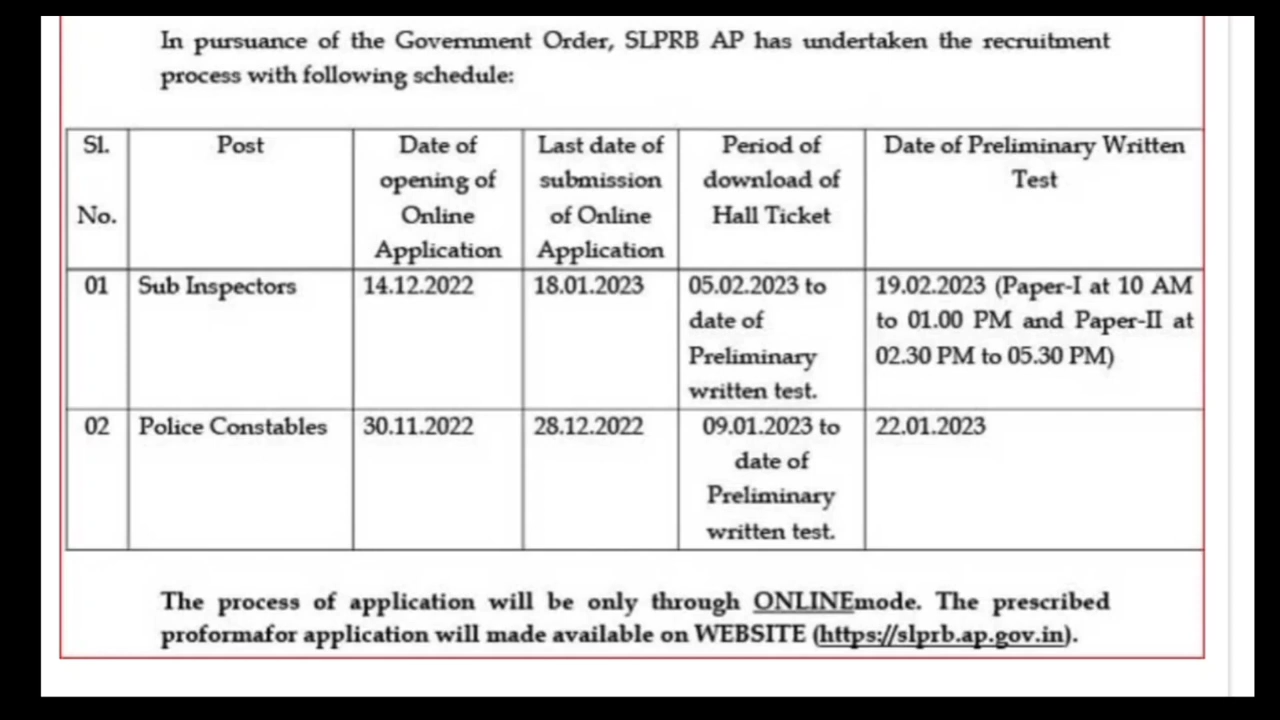 In pursuance of the Government Order, SLPRB AP has undertaken the recruitment
process with following schedule:
Sl. No.
Post
Date of
opening of
Online
Application
Last date of
submission
of Online
Application
Period of
download of
Hall Ticket
Date of Preliminary Written
Test
01
Sub Inspectors
14.12.2022
18.01.2023
05.02.2023 to
date of
Preliminary
written test.
19.02.2023 (Paper-I at 10 AM
to 01.00 PM and Paper-II at
02.30 PM to 05.30 PM)
02
Police Constables
30.11.2022
28.12.2022
09.01.2023 to
date of
Preliminary
written test.
22.01.2023
The process of application will be only through ONLINEmode. The prescribed
proformafor application will made available on WEBSITE (https://slprb.ap.gov.in).